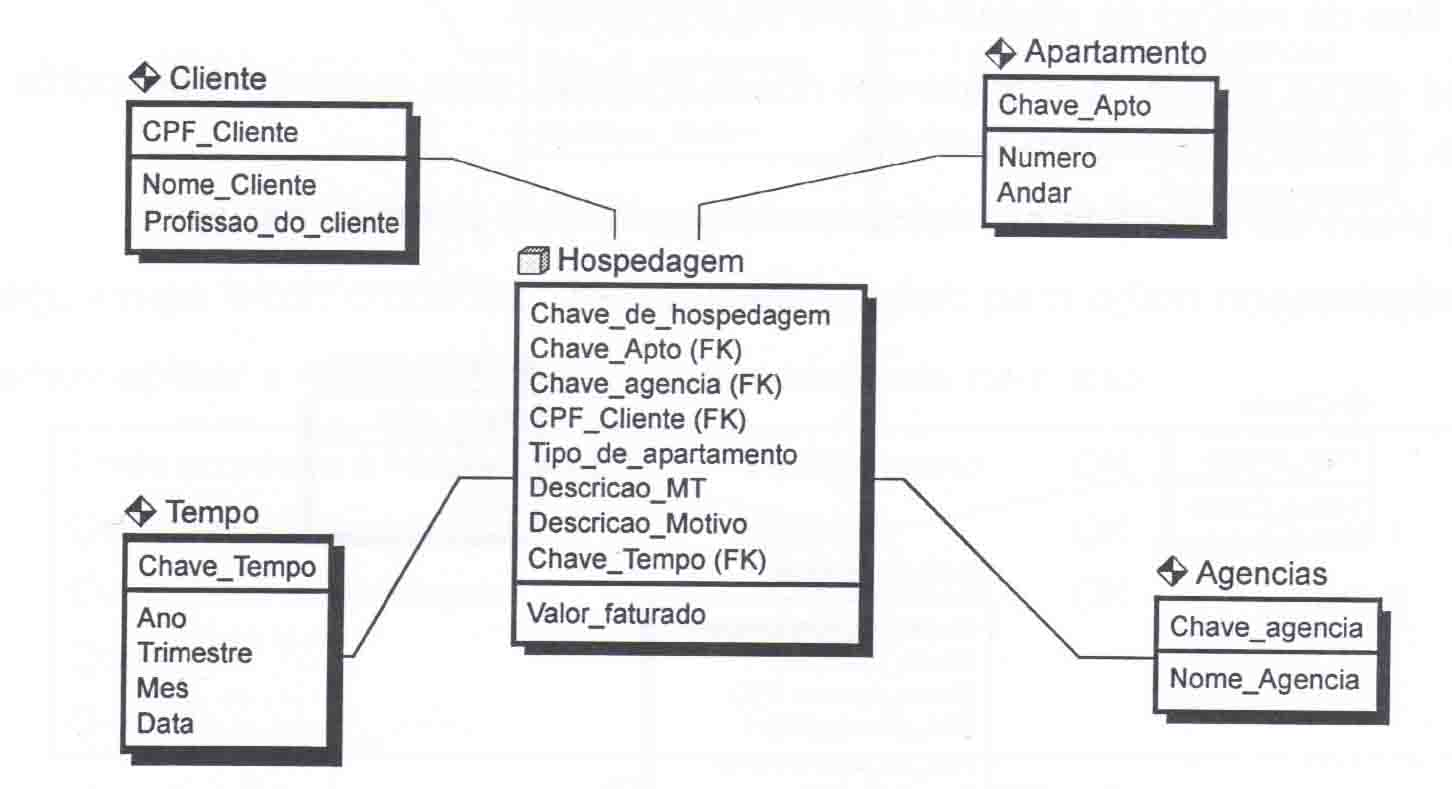 Cliente
CPF_Cliente
Nome_Cliente
Profissao_do_cliente
Apartamento
Chave_Apto
Numero
Andar
Hospedagem
Chave_de_hospedagem
Chave_Apto (FK)
Chave_agencia (FK)
CPF_Cliente (FK)
Tipo_de_apartamento
Descricao_MT
Descricao_Motivo
Chave_Tempo (FK)
Valor_faturado
Tempo
Chave_Tempo
Ano
Trimestre
Mes
Data
Agencias
Chave_agencia
Nome_Agencia